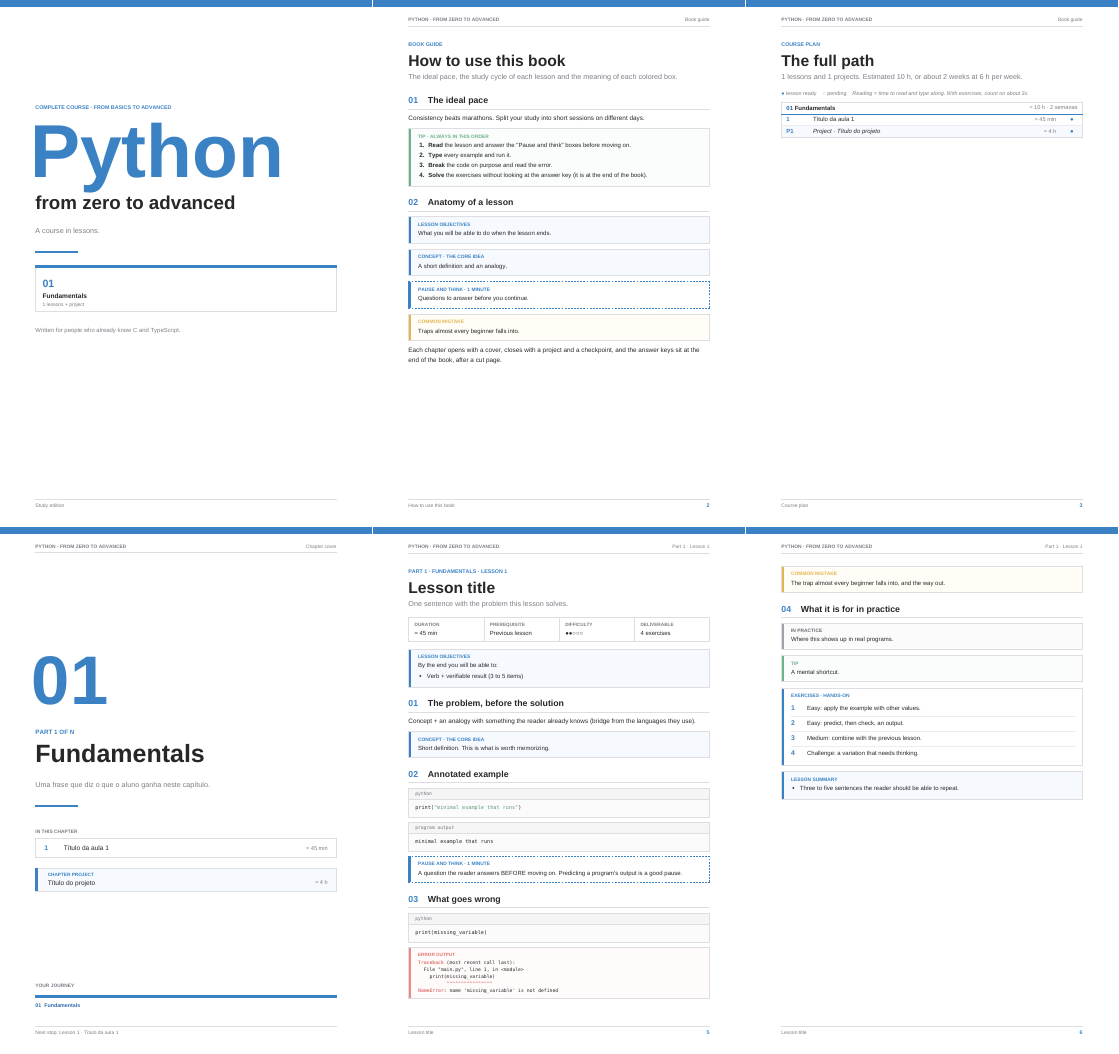 COMPLETE COURSE · FROM BASICS TO ADVANCED
Python
from zero to advanced
A course in lessons.
01
Fundamentals
1 lessons + project
Written for people who already know C and TypeScript.
Study edition
PYTHON · FROM ZERO TO ADVANCED
Book guide
BOOK GUIDE
How to use this book
The ideal pace, the study cycle of each lesson and the meaning of each colored box.
01 The ideal pace
Consistency beats marathons. Split your study into short sessions on different days.
TIP · ALWAYS IN THIS ORDER
1. Read the lesson and answer the "Pause and think" boxes before moving on.
2. Type every example and run it.
3. Break the code on purpose and read the error.
4. Solve the exercises without looking at the answer key (it is at the end of the book).
02 Anatomy of a lesson
LESSON OBJECTIVES
What you will be able to do when the lesson ends.
CONCEPT · THE CORE IDEA
A short definition and an analogy.
PAUSE AND THINK · 1 MINUTE
Questions to answer before you continue.
COMMON MISTAKE
Traps almost every beginner falls into.
Each chapter opens with a cover, closes with a project and a checkpoint, and the answer keys sit at the
end of the book, after a cut page.
How to use this book
2
PYTHON · FROM ZERO TO ADVANCED
Book guide
COURSE PLAN
The full path
1 lessons and 1 projects. Estimated 10 h, or about 2 weeks at 6 h per week.
● lesson ready ○ pending Reading = time to read and type along. With exercises, count on about 3x.
01 Fundamentals ≈ 10 h · 2 semanas
1 Título da aula 1 ≈ 45 min ●
P1 Project · Título do projeto ≈ 4 h ●
Course plan
3
PYTHON · FROM ZERO TO ADVANCED
Chapter cover
01
PART 1 OF N
Fundamentals
Uma frase que diz o que o aluno ganha neste capítulo.
IN THIS CHAPTER
1 Título da aula 1 ≈ 45 min
CHAPTER PROJECT
Título do projeto ≈ 4 h
YOUR JOURNEY
01 Fundamentals
Next stop: Lesson 1 · Título da aula 1
PYTHON · FROM ZERO TO ADVANCED
Part 1 · Lesson 1
PART 1 · FUNDAMENTALS · LESSON 1
Lesson title
One sentence with the problem this lesson solves.
DURATION PREREQUISITE DIFFICULTY DELIVERABLE
≈ 45 min Previous lesson ●●○○○ 4 exercises
LESSON OBJECTIVES
By the end you will be able to:
• Verb + verifiable result (3 to 5 items)
01 The problem, before the solution
Concept + an analogy with something the reader already knows (bridge from the languages they use).
CONCEPT · THE CORE IDEA
Short definition. This is what is worth memorizing.
02 Annotated example
python
print("minimal example that runs")
program output
minimal example that runs
PAUSE AND THINK · 1 MINUTE
A question the reader answers BEFORE moving on. Predicting a program's output is a good pause.
03 What goes wrong
python
print(missing_variable)
ERROR OUTPUT
Traceback (most recent call last):
File "main.py", line 1, in <module>
print(missing_variable)
^^^^^^^^^^^^^^^^
NameError: name 'missing_variable' is not defined
Lesson title
5
PYTHON · FROM ZERO TO ADVANCED
Part 1 · Lesson 1
COMMON MISTAKE
The trap almost every beginner falls into, and the way out.
04 What it is for in practice
IN PRACTICE
Where this shows up in real programs.
TIP
A mental shortcut.
EXERCISES · HANDS-ON
1 Easy: apply the example with other values.
2 Easy: predict, then check, an output.
3 Medium: combine with the previous lesson.
4 Challenge: a variation that needs thinking.
LESSON SUMMARY
• Three to five sentences the reader should be able to repeat.
Lesson title
6